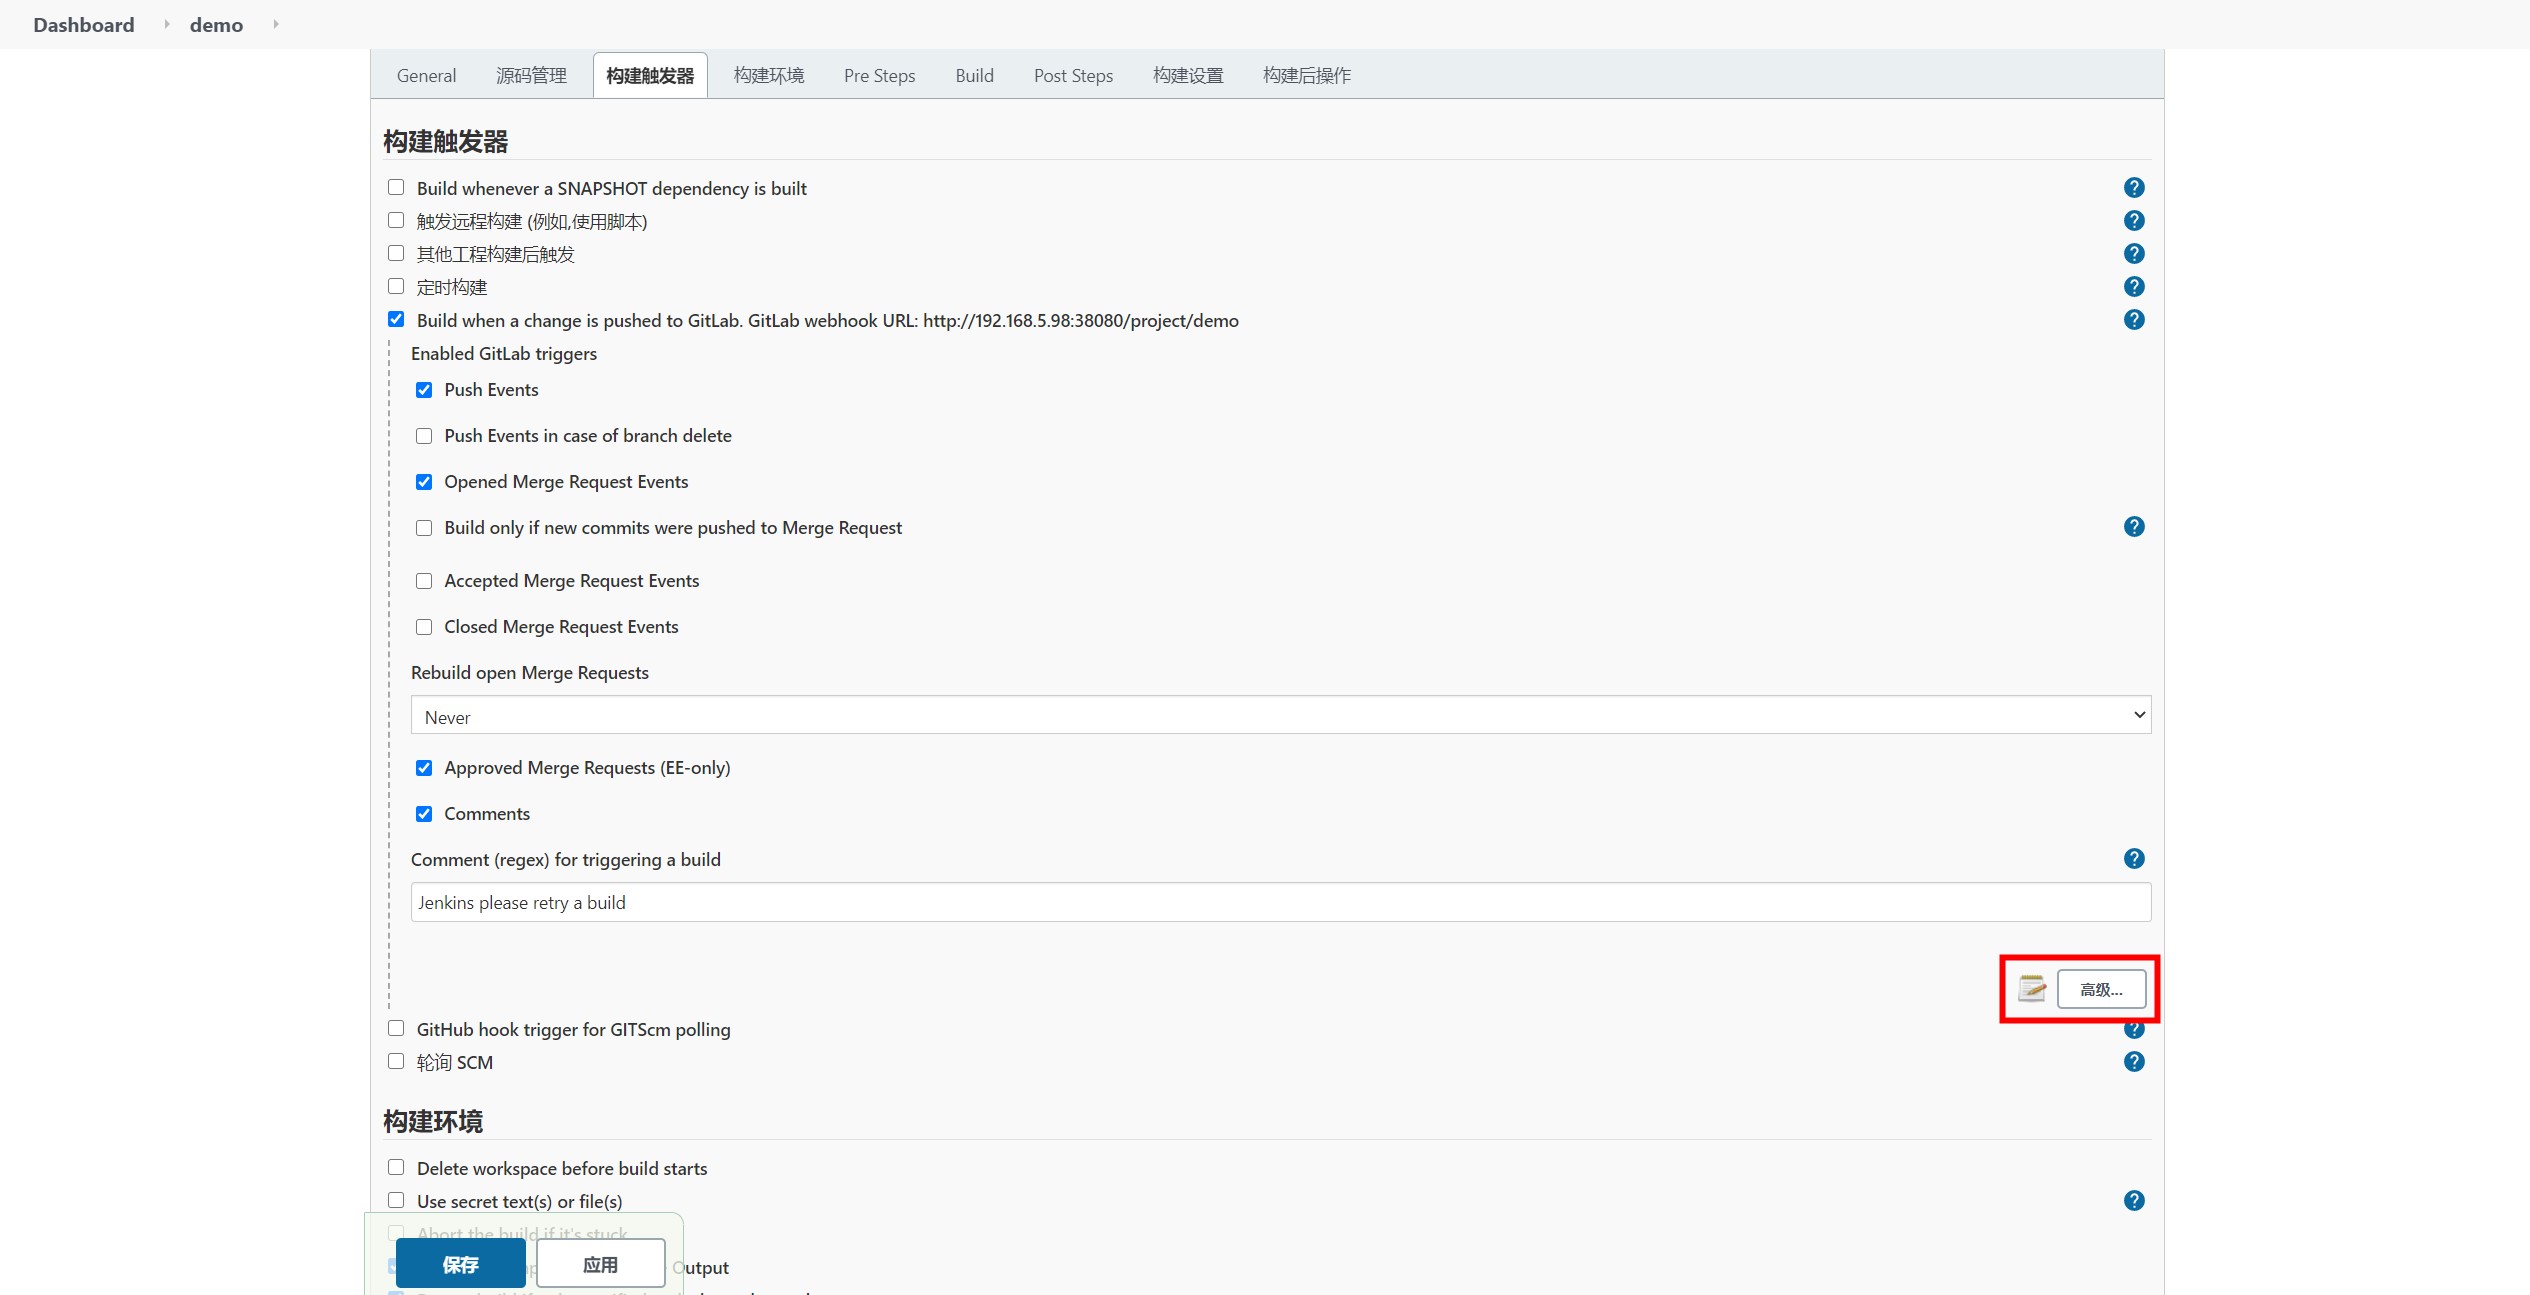 Dashboard demo
General 源码管理 构建触发器 构建环境 Pre Steps Build Post Steps 构建设置 构建后操作
构建触发器
Build whenever a SNAPSHOT dependency is built
触发远程构建 (例如,使用脚本)
其他工程构建后触发
定时构建
Build when a change is pushed to GitLab. GitLab webhook URL: http://192.168.5.98:38080/project/demo
Enabled GitLab triggers
Push Events
Push Events in case of branch delete
Opened Merge Request Events
Build only if new commits were pushed to Merge Request
Accepted Merge Request Events
Closed Merge Request Events
Rebuild open Merge Requests
Never
Approved Merge Requests (EE-only)
Comments
Comment (regex) for triggering a build
Jenkins please retry a build
高级...
GitHub hook trigger for GITScm polling
轮询 SCM
构建环境
Delete workspace before build starts
Use secret text(s) or file(s)
Abort the build if it's stuck
保存 应用 Output